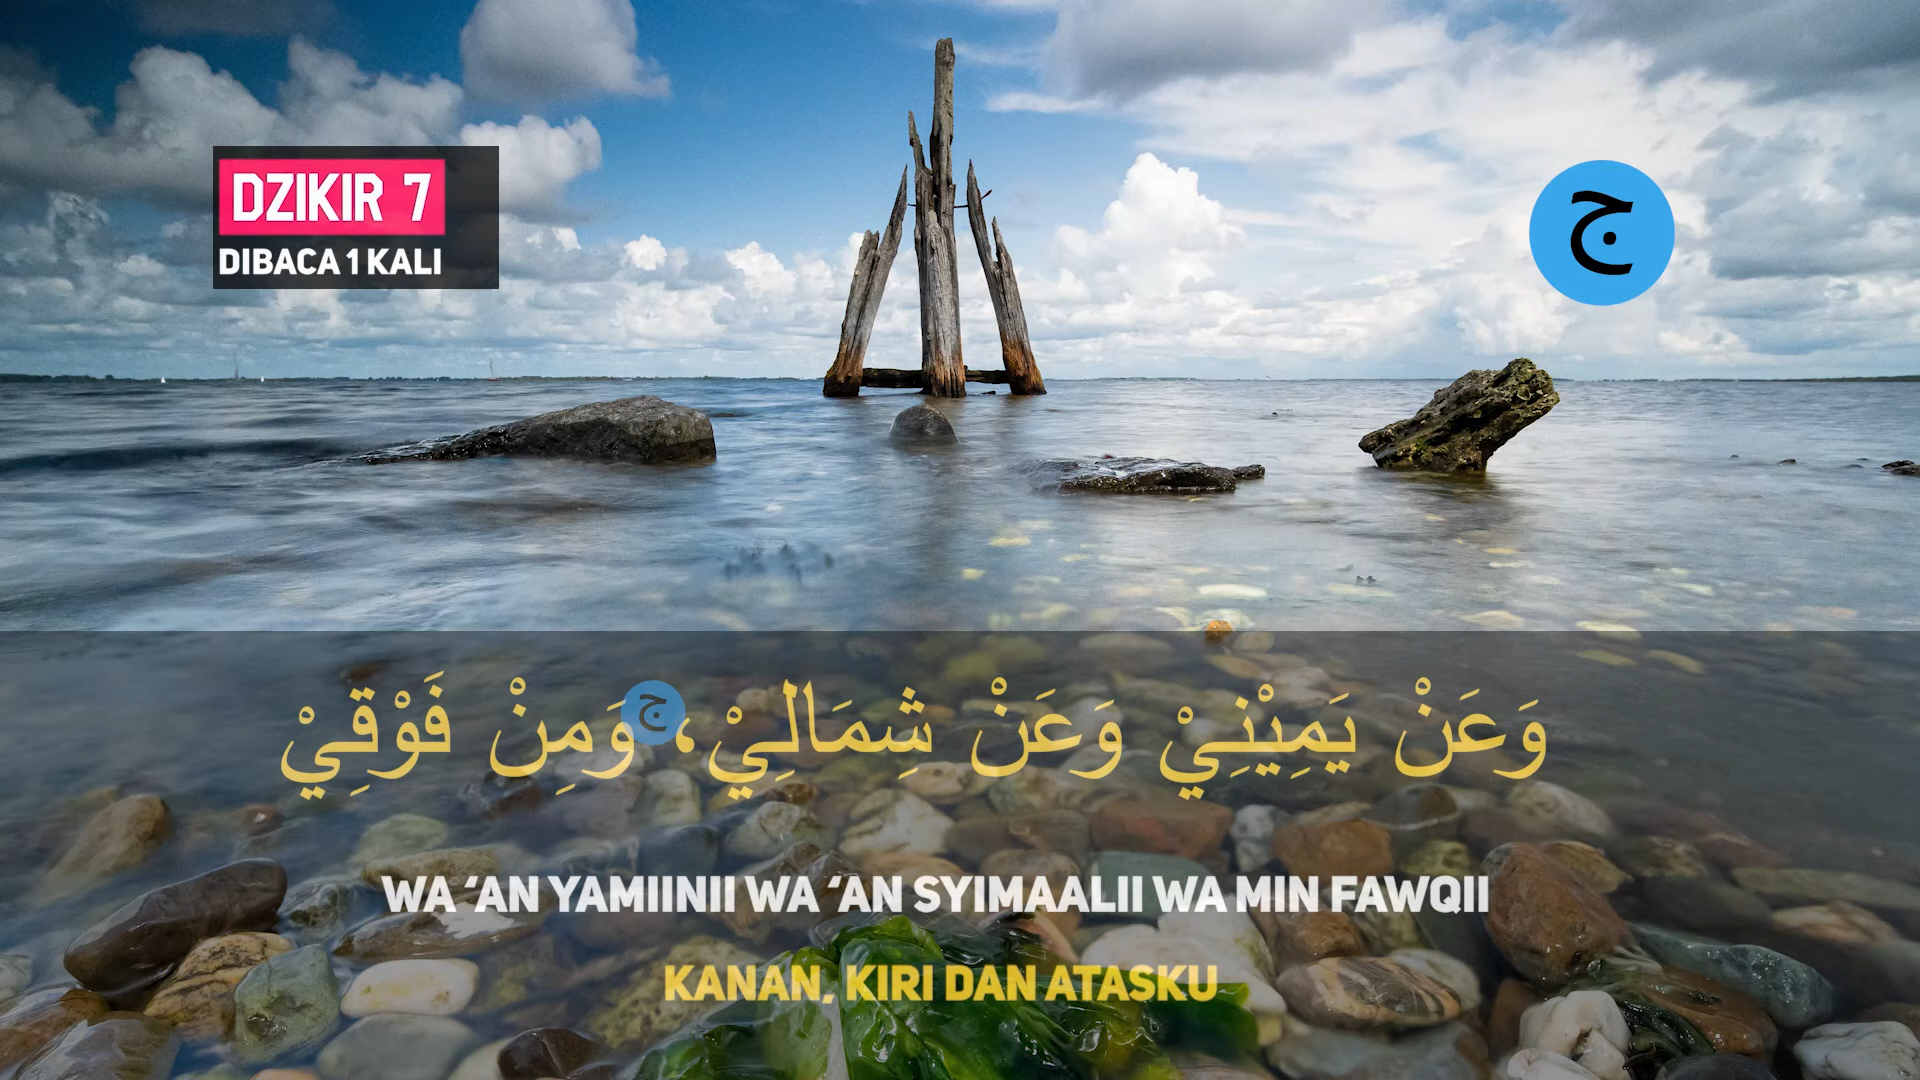 DZIKIR 7
DIBACA 1 KALI
ج
وَعَنْ يَمِيْنِيْ وَعَنْ شِمَالِيْ، ج وَمِنْ فَوْقِيْ
WA ‘AN YAMIINII WA ‘AN SYIMAALII WA MIN FAWQII
KANAN, KIRI DAN ATASKU